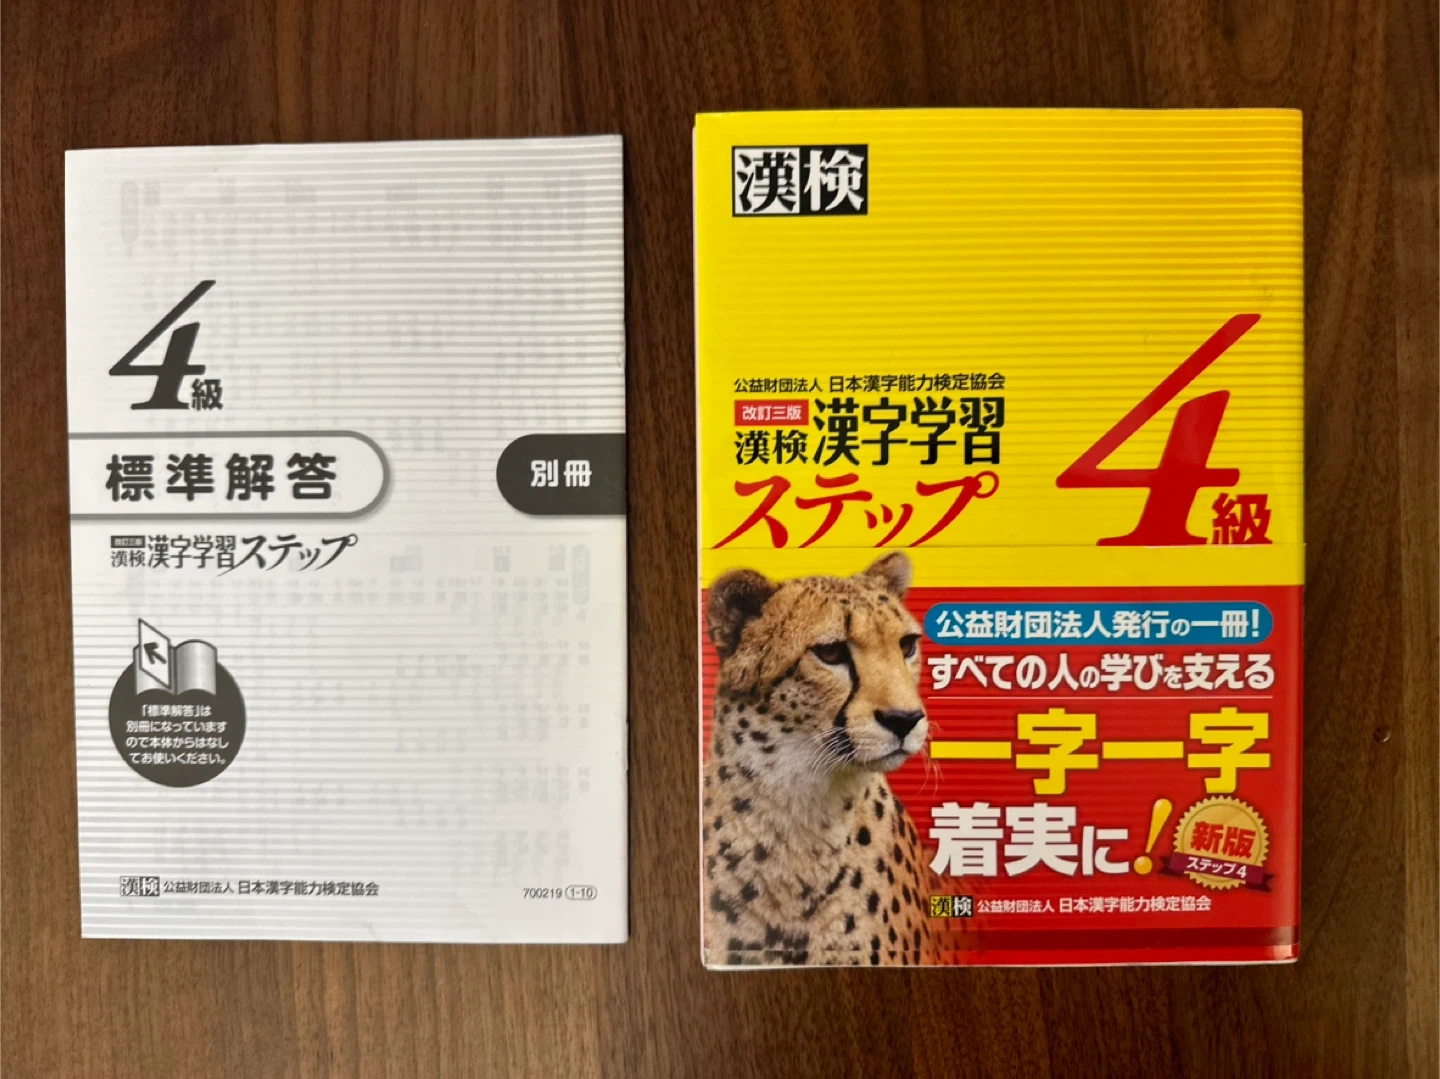 4級
標準解答
別冊
改訂三版
漢検 漢字学習ステップ
「標準解答」は
別冊になっています
ので本体からはなし
てお使いください。
漢検 公益財団法人 日本漢字能力検定協会
700219 1-10
漢検
公益財団法人 日本漢字能力検定協会
改訂三版
漢検 漢字学習
ステップ
4級
公益財団法人発行の一冊!
すべての人の学びを支える
一字一字
着実に!
新版
ステップ4
漢検 公益財団法人 日本漢字能力検定協会